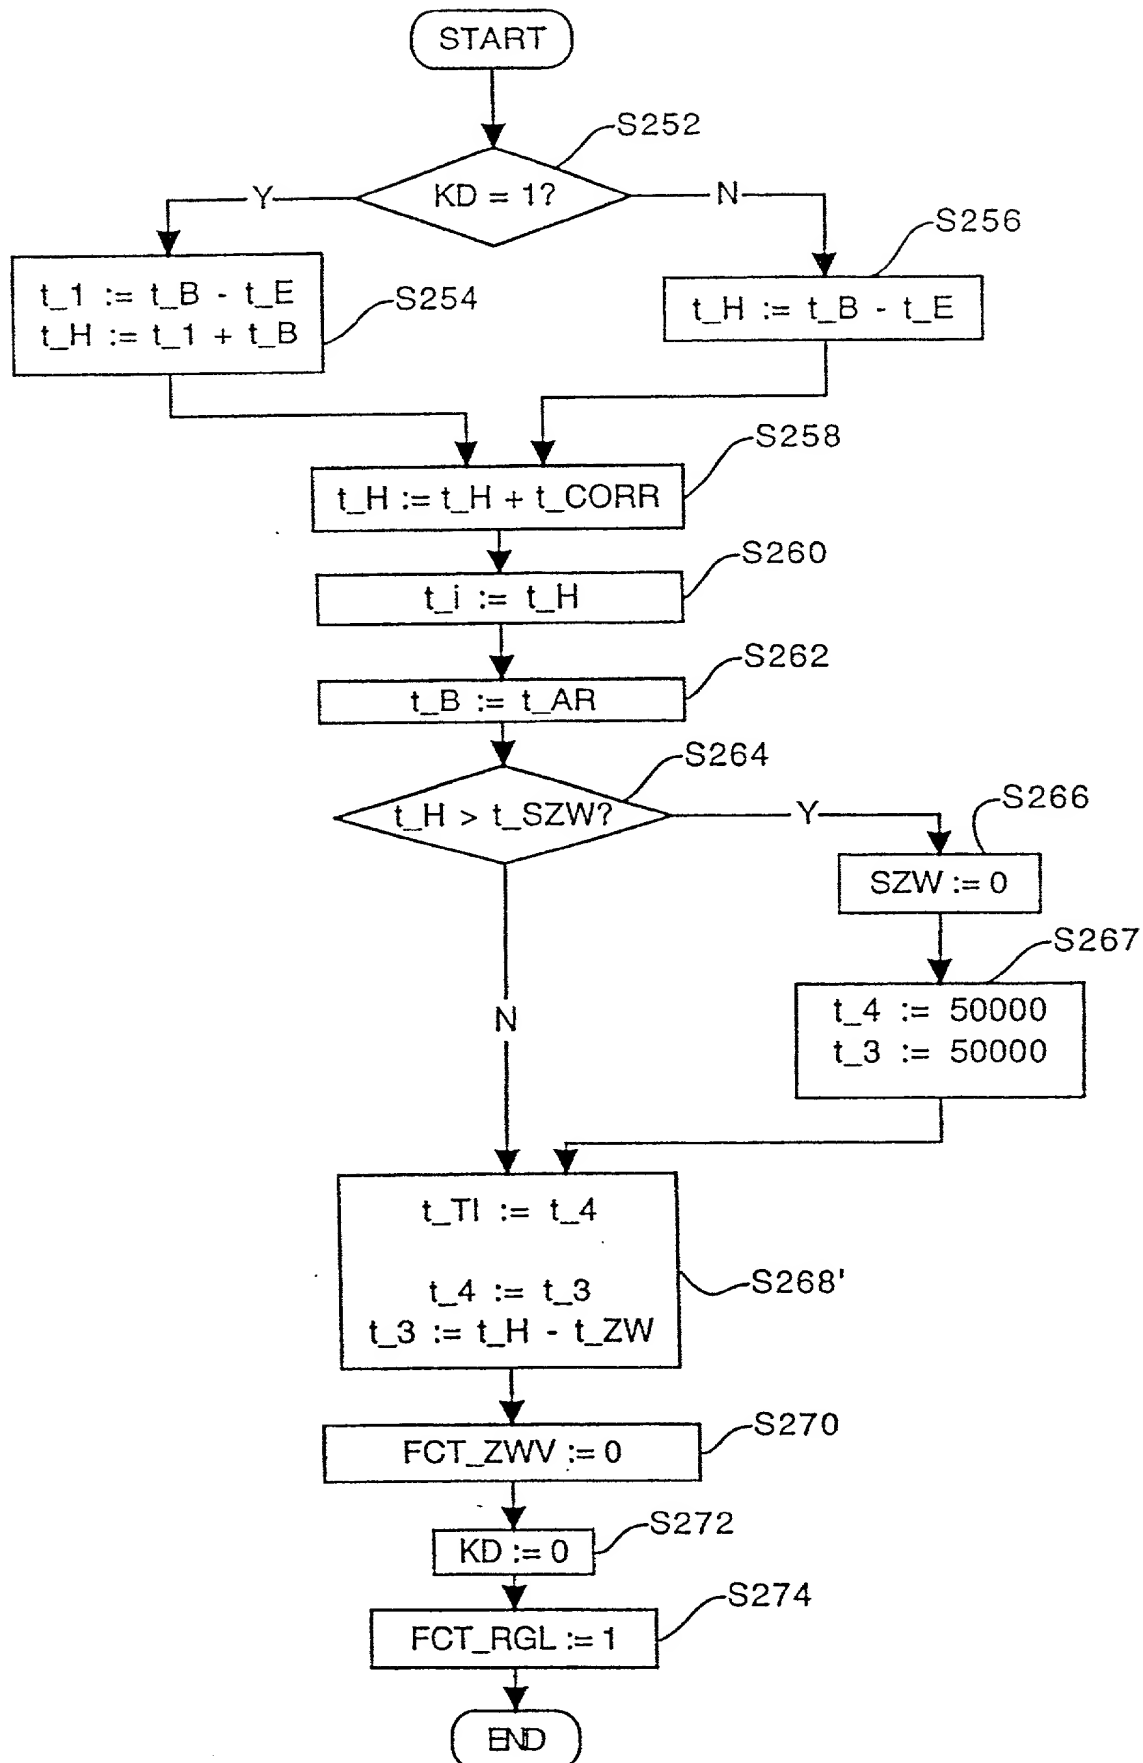 START
S252
KD = 1?
Y
N
S256
t_1 := t_B - t_E
t_H := t_1 + t_B
S254
t_H := t_B - t_E
S258
t_H := t_H + t_CORR
S260
t_i := t_H
S262
t_B := t_AR
S264
t_H > t_SZW?
Y
S266
SZW := 0
S267
t_4 := 50000
t_3 := 50000
N
t_TI := t_4
t_4 := t_3
t_3 := t_H - t_ZW
S268'
S270
FCT_ZWV := 0
S272
KD := 0
S274
FCT_RGL := 1
END